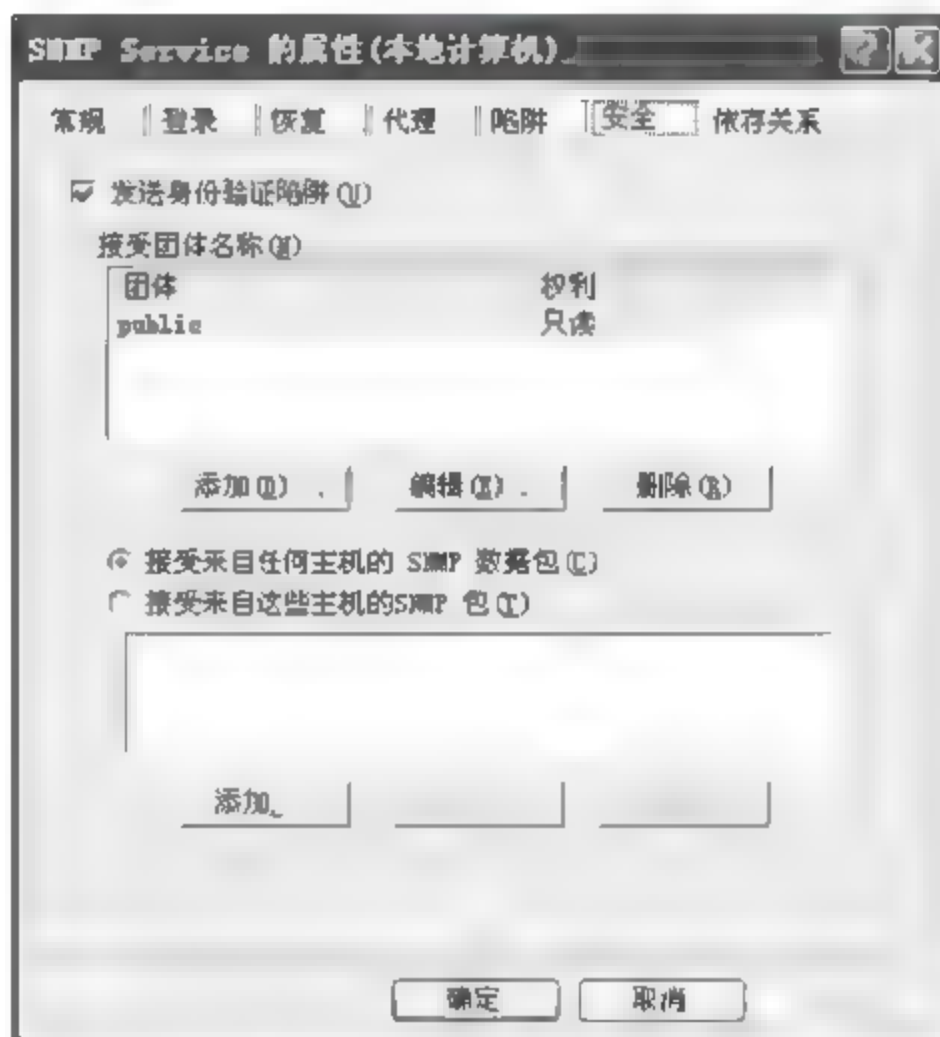 SNMP Service 的属性(本地计算机)
常规 登录 恢复 代理 陷阱 安全 依存关系
发送身份验证陷阱(U)
接受团体名称(M)
团体 权利
public 只读
添加(D)
编辑(E)
删除(R)
接受来自任何主机的 SNMP 数据包(C)
接受来自这些主机的SNMP 包(T)
添加
确定 取消